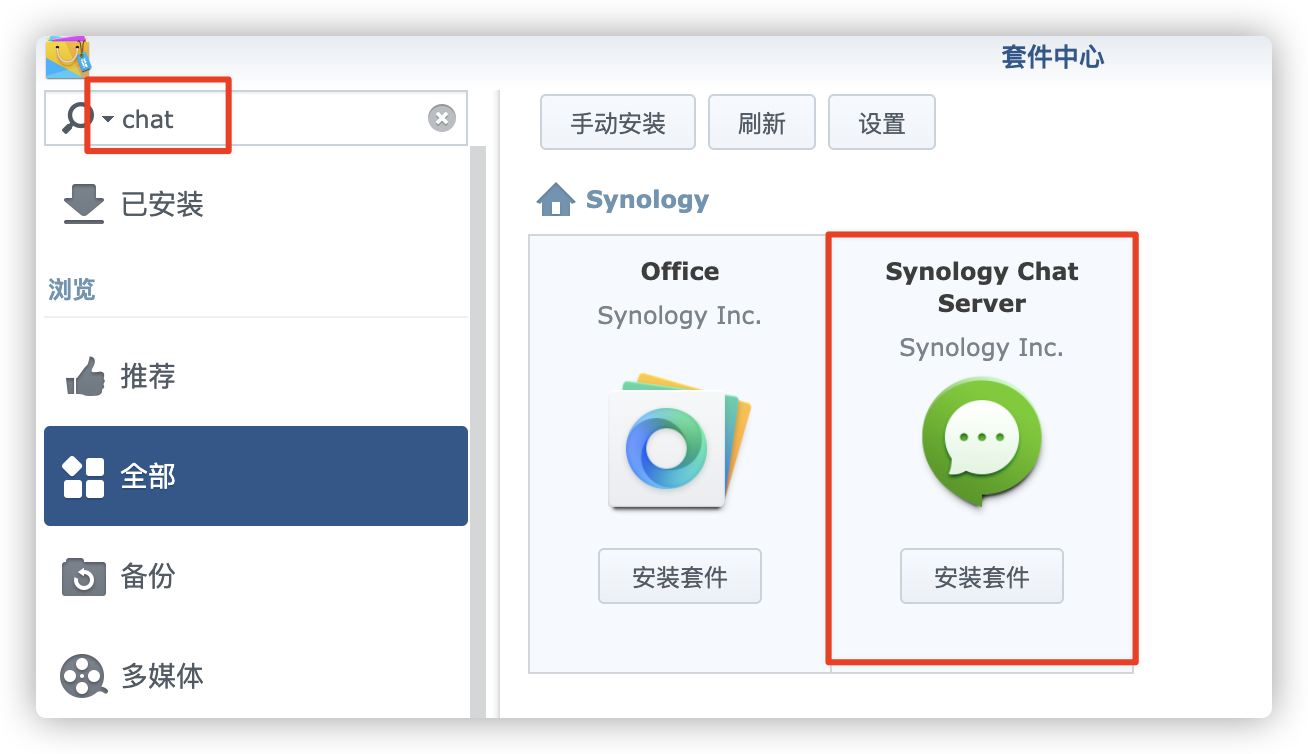 套件中心
chat
手动安装
刷新
设置
已安装
Synology
浏览
Office
Synology Inc.
安装套件
Synology Chat
Server
Synology Inc.
安装套件
推荐
全部
备份
多媒体